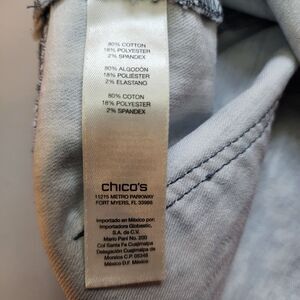 80% COTTON
18% POLYESTER
2% SPANDEX
80% ALGODÓN
18% POLIÉSTER
2% ELASTANO
80% COTON
18% POLYESTER
2% SPANDEX
chico's
11215 METRO PARKWAY
FORT MYERS, FL 33966
Importado en México por:
Importadora Globastic,
S.A. de C.V.
Mario Pani No. 200
Col Santa Fe Cuajimalpa
Delegación Cuajimalpa de
Morelos C.P. 05348
México D.F. México